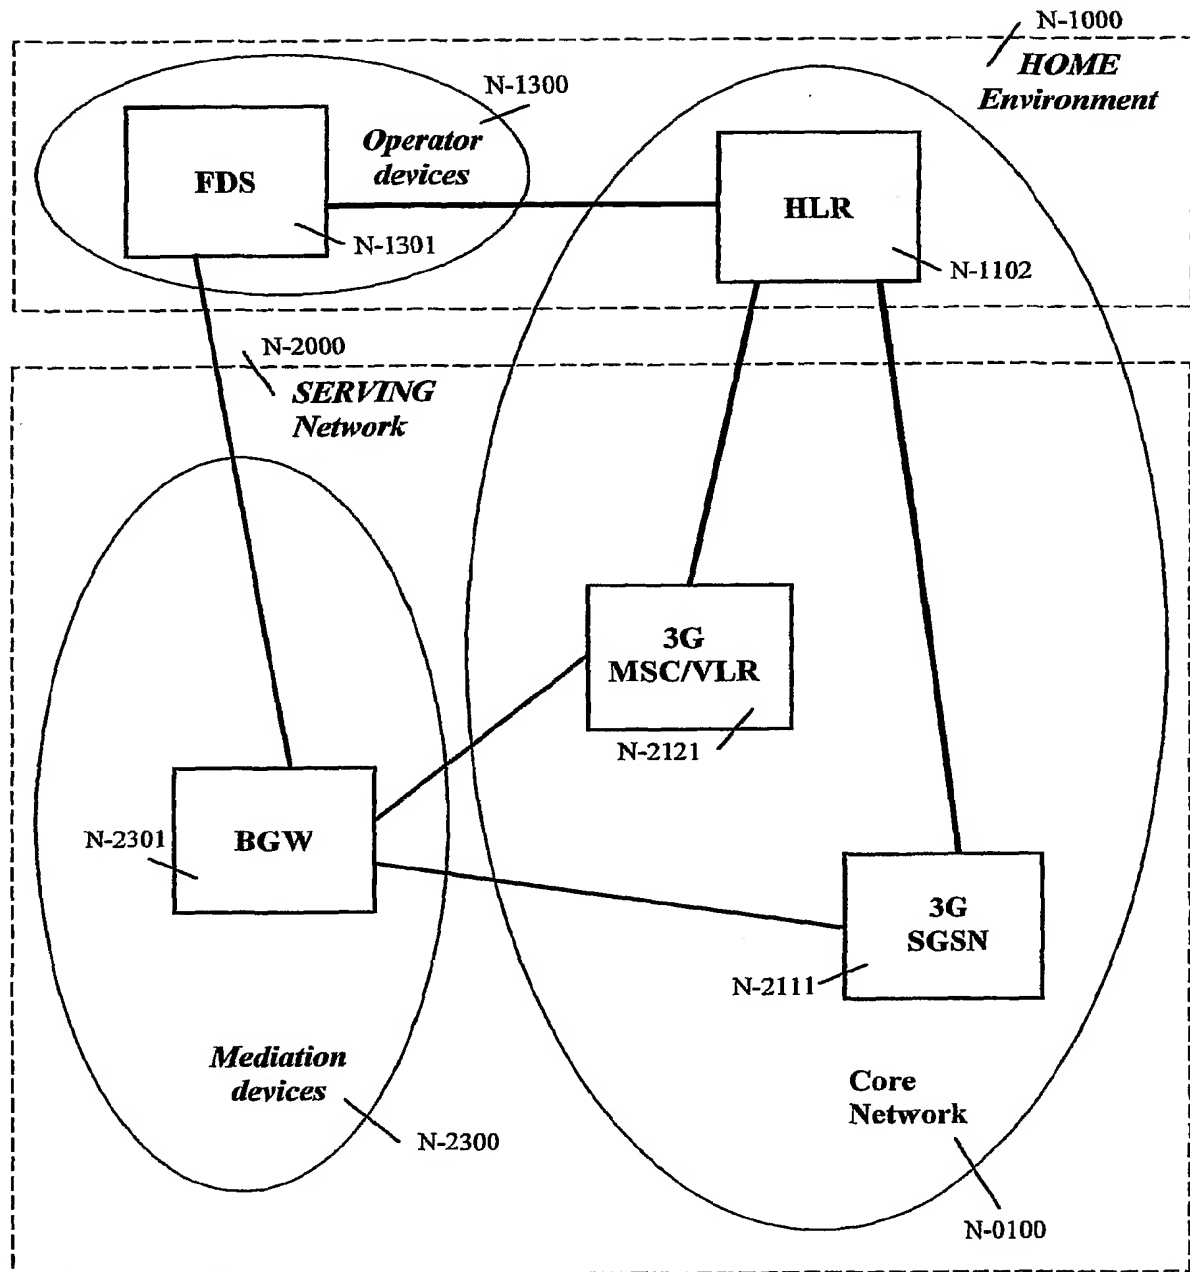 N-1000
HOME
Environment
N-1300
Operator
devices
FDS
N-1301
HLR
N-1102
N-2000
SERVING
Network
3G
MSC/VLR
N-2121
BGW
N-2301
3G
SGSN
N-2111
Mediation
devices
N-2300
Core
Network
N-0100